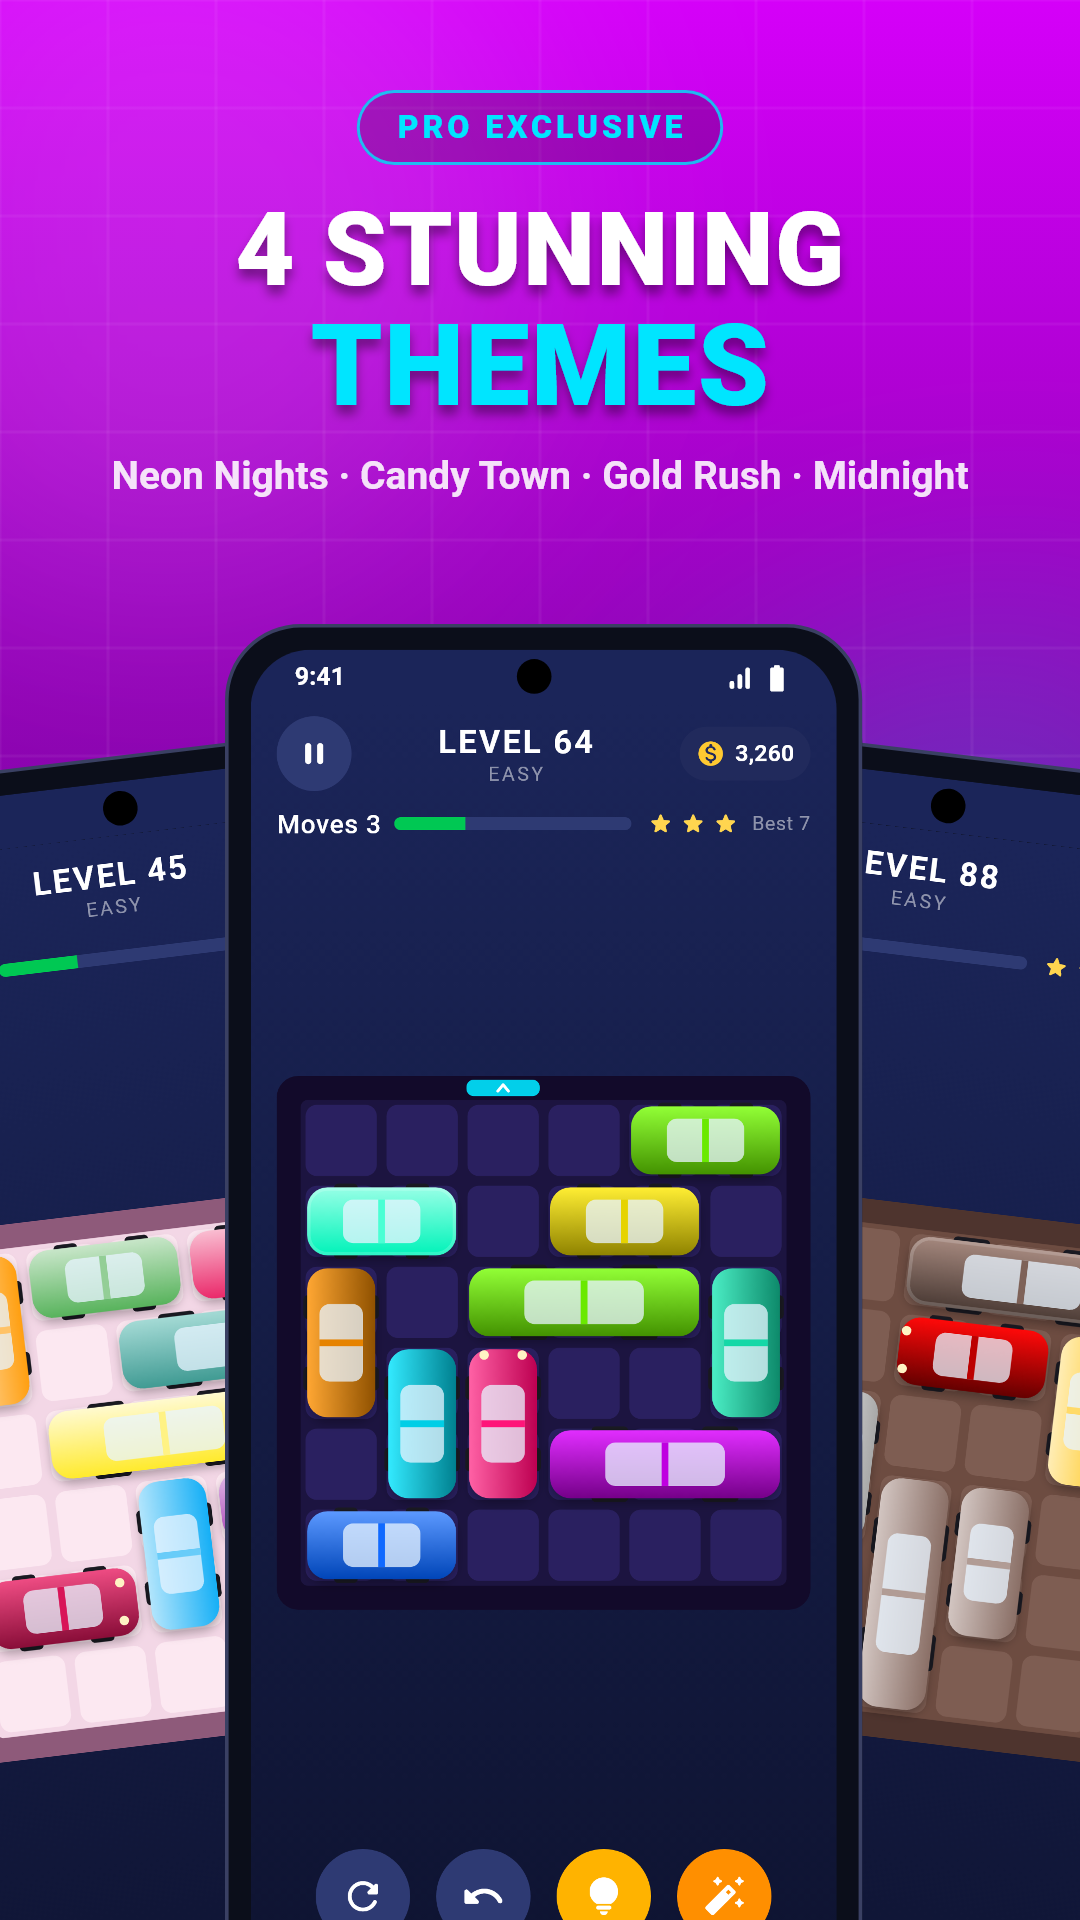 PRO EXCLUSIVE
4 STUNNING
THEMES
Neon Nights · Candy Town · Gold Rush · Midnight
9:41
LEVEL 64
EASY
3,260
Moves 3
Best 7
LEVEL 45
EASY
EVEL 88
EASY